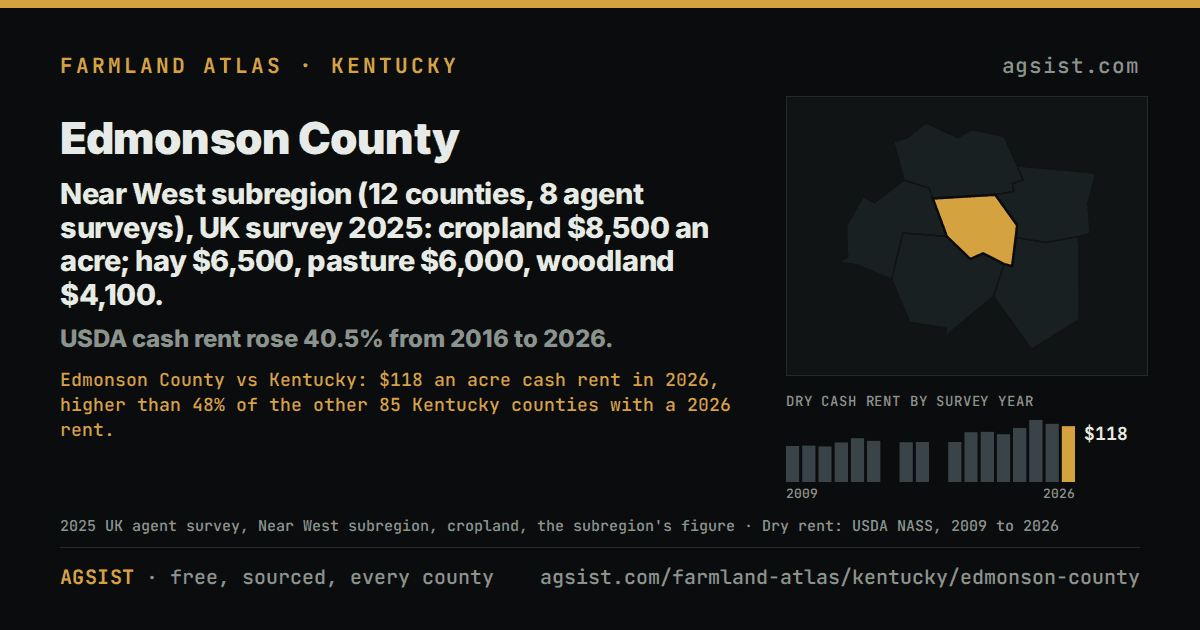 FARMLAND ATLAS · KENTUCKY
agsist.com
Edmonson County
Near West subregion (12 counties, 8 agent
surveys), UK survey 2025: cropland $8,500 an
acre; hay $6,500, pasture $6,000, woodland
$4,100.
USDA cash rent rose 40.5% from 2016 to 2026.
Edmonson County vs Kentucky: $118 an acre cash rent in 2026,
higher than 48% of the other 85 Kentucky counties with a 2026
rent.
DRY CASH RENT BY SURVEY YEAR
$118
2009 2026
2025 UK agent survey, Near West subregion, cropland, the subregion's figure · Dry rent: USDA NASS, 2009 to 2026
AGSIST · free, sourced, every county
agsist.com/farmland-atlas/kentucky/edmonson-county